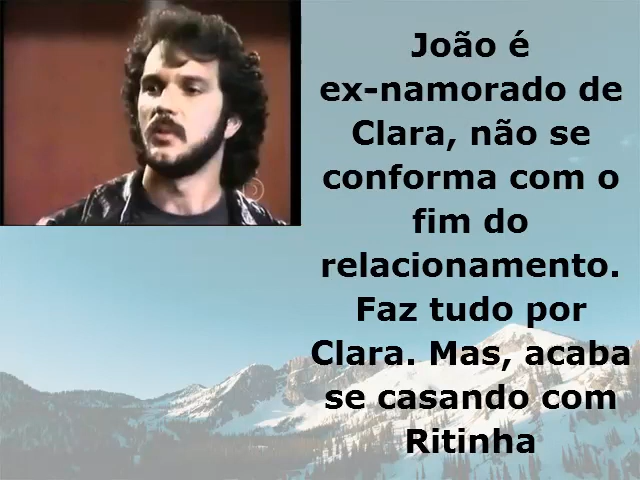 João é
ex-namorado de
Clara, não se
conforma com o
fim do
relacionamento.
Faz tudo por
Clara. Mas, acaba
se casando com
Ritinha